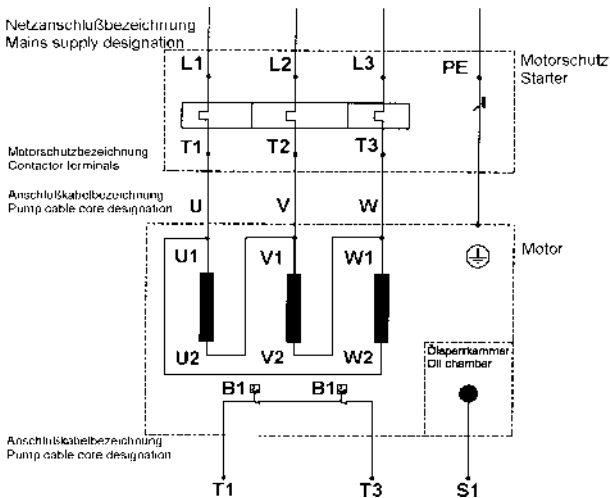 Netzanschlußbezeichnung
Mains supply designation
L1 L2 L3 PE
Motorschutz
Starter
T1 T2 T3
Motorschutzbezeichnung
Contactor terminals
Anschlußkabelbezeichnung
Pump cable core designation
U V W
Motor
U1 V1 W1
U2 V2 W2
Ölsperrkammer
Oil chamber
B1 B1
Anschlußkabelbezeichnung
Pump cable core designation
T1 T3 S1